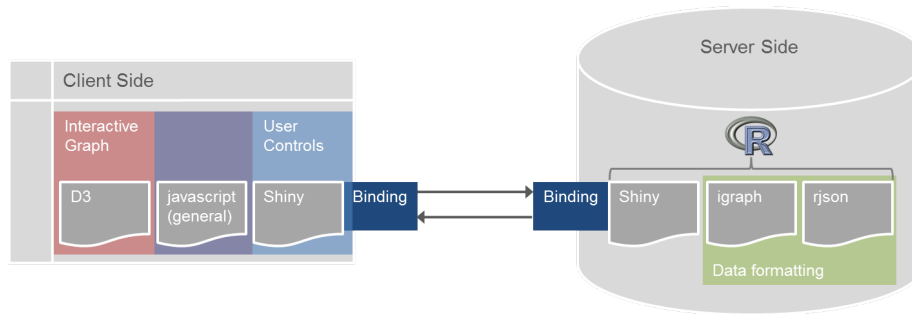 Server Side
Client Side
Interactive
Graph
User
Controls
R
D3
javascript
(general)
Shiny
Binding
Binding
Shiny
igraph
rjson
Data formatting